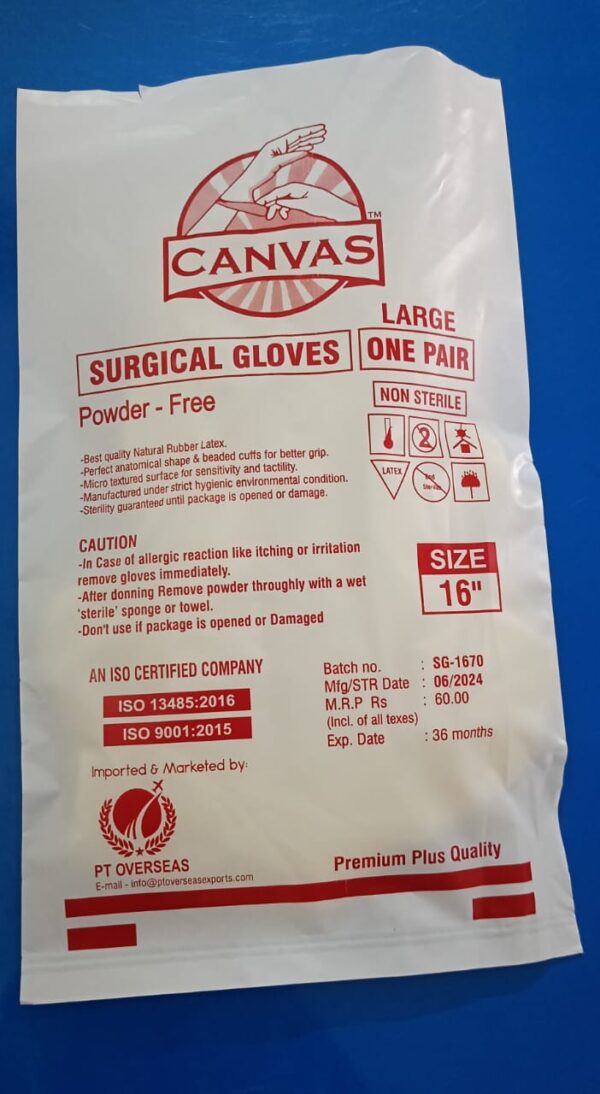 CANVAS
TM
LARGE
SURGICAL GLOVES
ONE PAIR
Powder - Free
NON STERILE
2
LATEX
-Best quality Natural Rubber Latex.
-Perfect anatomical shape & beaded cuffs for better grip.
-Micro textured surface for sensitivity and tactility.
-Manufactured under strict hygienic environmental condition.
-Sterility guaranteed until package is opened or damage.
CAUTION
-In Case of allergic reaction like itching or irritation
remove gloves immediately.
-After donning Remove powder throughly with a wet
'sterile' sponge or towel.
-Don't use if package is opened or Damaged
SIZE
16"
AN ISO CERTIFIED COMPANY
ISO 13485:2016
ISO 9001:2015
Batch no. : SG-1670
Mfg/STR Date : 06/2024
M.R.P Rs : 60.00
(Incl. of all texes)
Exp. Date : 36 months
Imported & Marketed by:
PT OVERSEAS
E-mail - info@ptoverseasexports.com
Premium Plus Quality